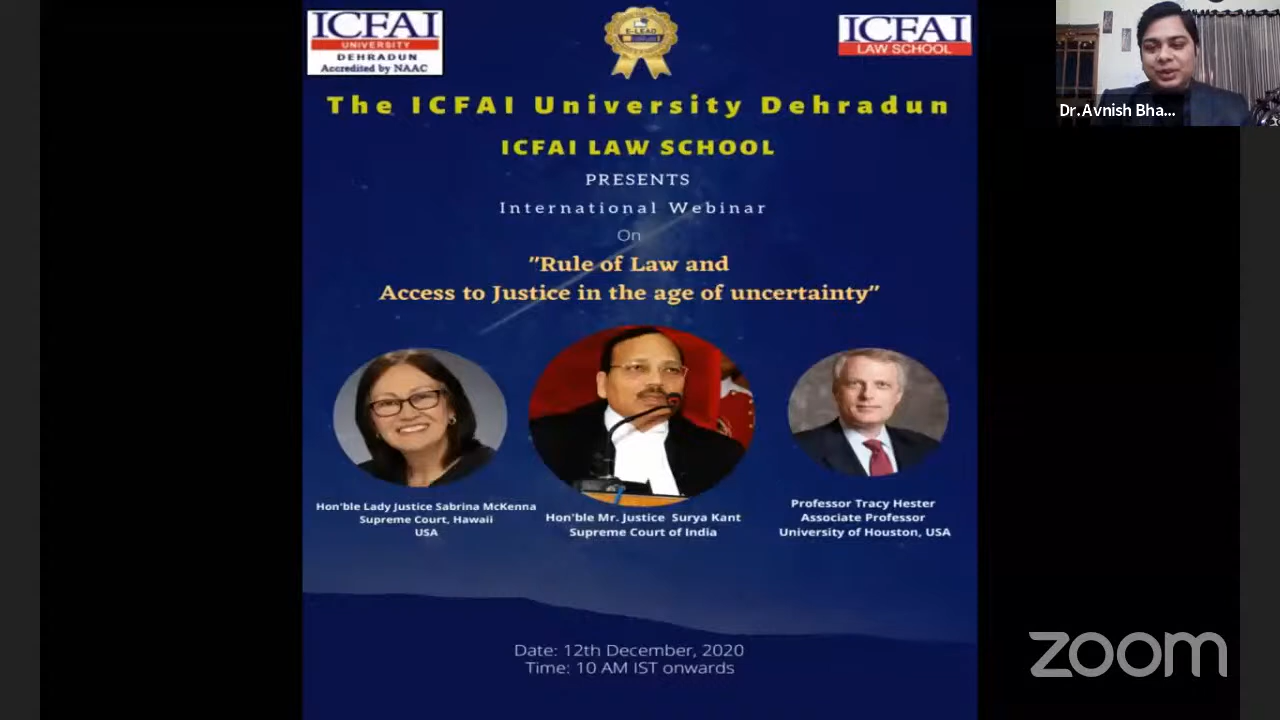 ICFAI
UNIVERSITY
DEHRADUN
Accredited by NAAC
E-LEAD
ICFAI
LAW SCHOOL
Dr.Avnish Bha...
The ICFAI University Dehradun
ICFAI LAW SCHOOL
PRESENTS
International Webinar
On
"Rule of Law and
Access to Justice in the age of uncertainty"
Hon'ble Lady Justice Sabrina McKenna
Supreme Court, Hawaii
USA
Hon'ble Mr. Justice Surya Kant
Supreme Court of India
Professor Tracy Hester
Associate Professor
University of Houston, USA
Date: 12th December, 2020
Time: 10 AM IST onwards
zoom